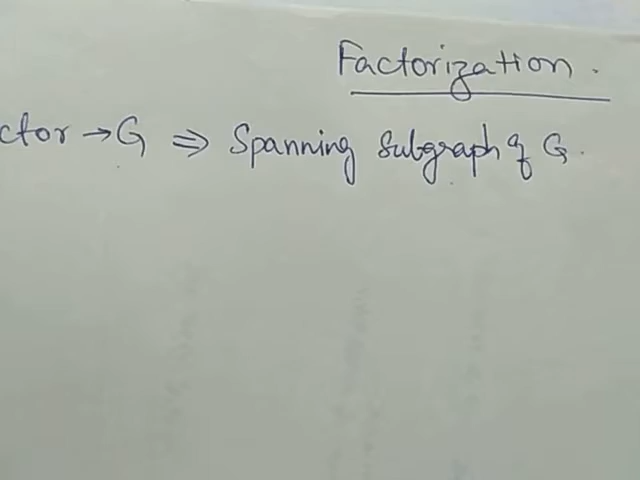 Factorization.
ctor → G ⇒ Spanning Subgraph of G.